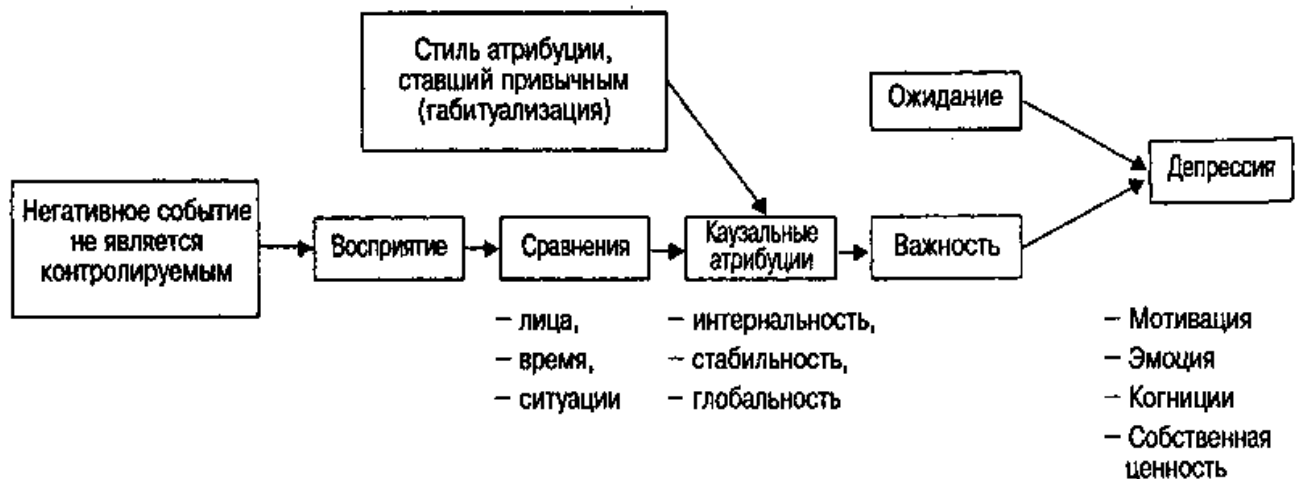 Стиль атрибуции,
ставший привычным
(габитуализация)
Ожидание
Депрессия
Негативное событие
не является
контролируемым
Восприятие
Сравнения
Каузальные
атрибуции
Важность
– лица,
– время,
– ситуации
– интернальность,
– стабильность,
– глобальность
– Мотивация
– Эмоция
– Когниции
– Собственная
ценность